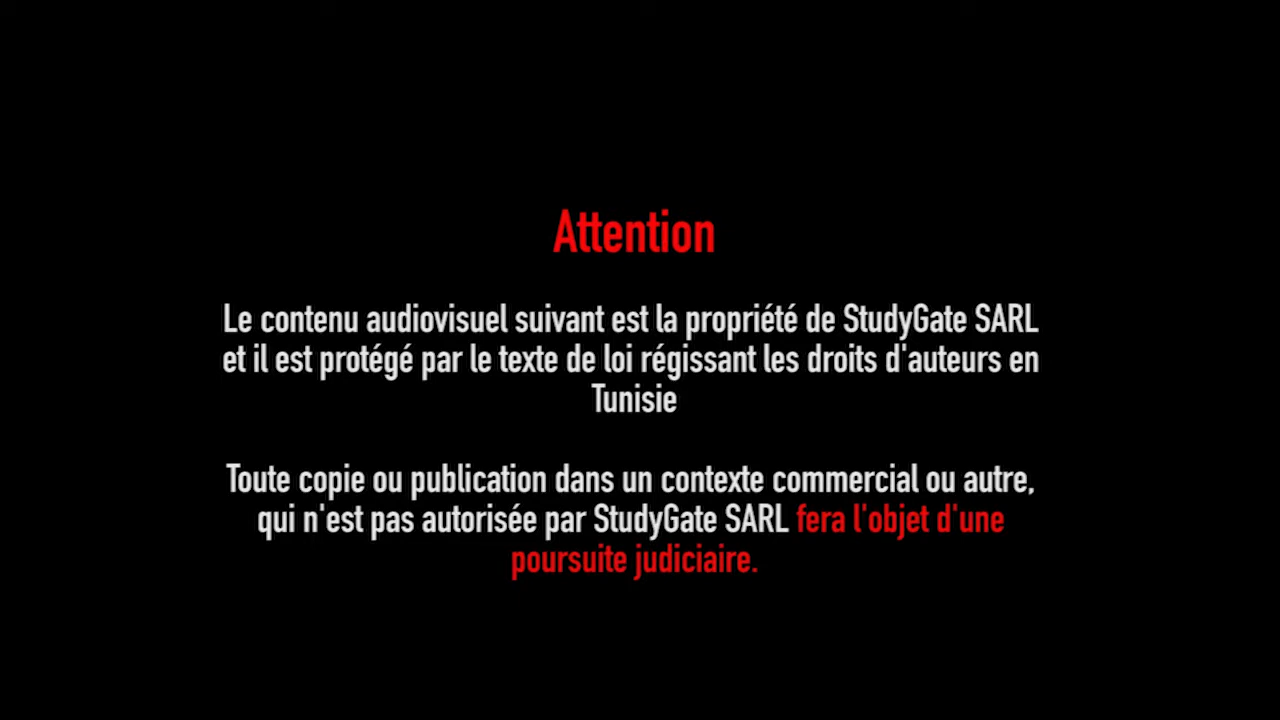 Attention
Le contenu audiovisuel suivant est la propriété de StudyGate SARL
et il est protégé par le texte de loi régissant les droits d'auteurs en
Tunisie
Toute copie ou publication dans un contexte commercial ou autre,
qui n'est pas autorisée par StudyGate SARL fera l'objet d'une
poursuite judiciaire.